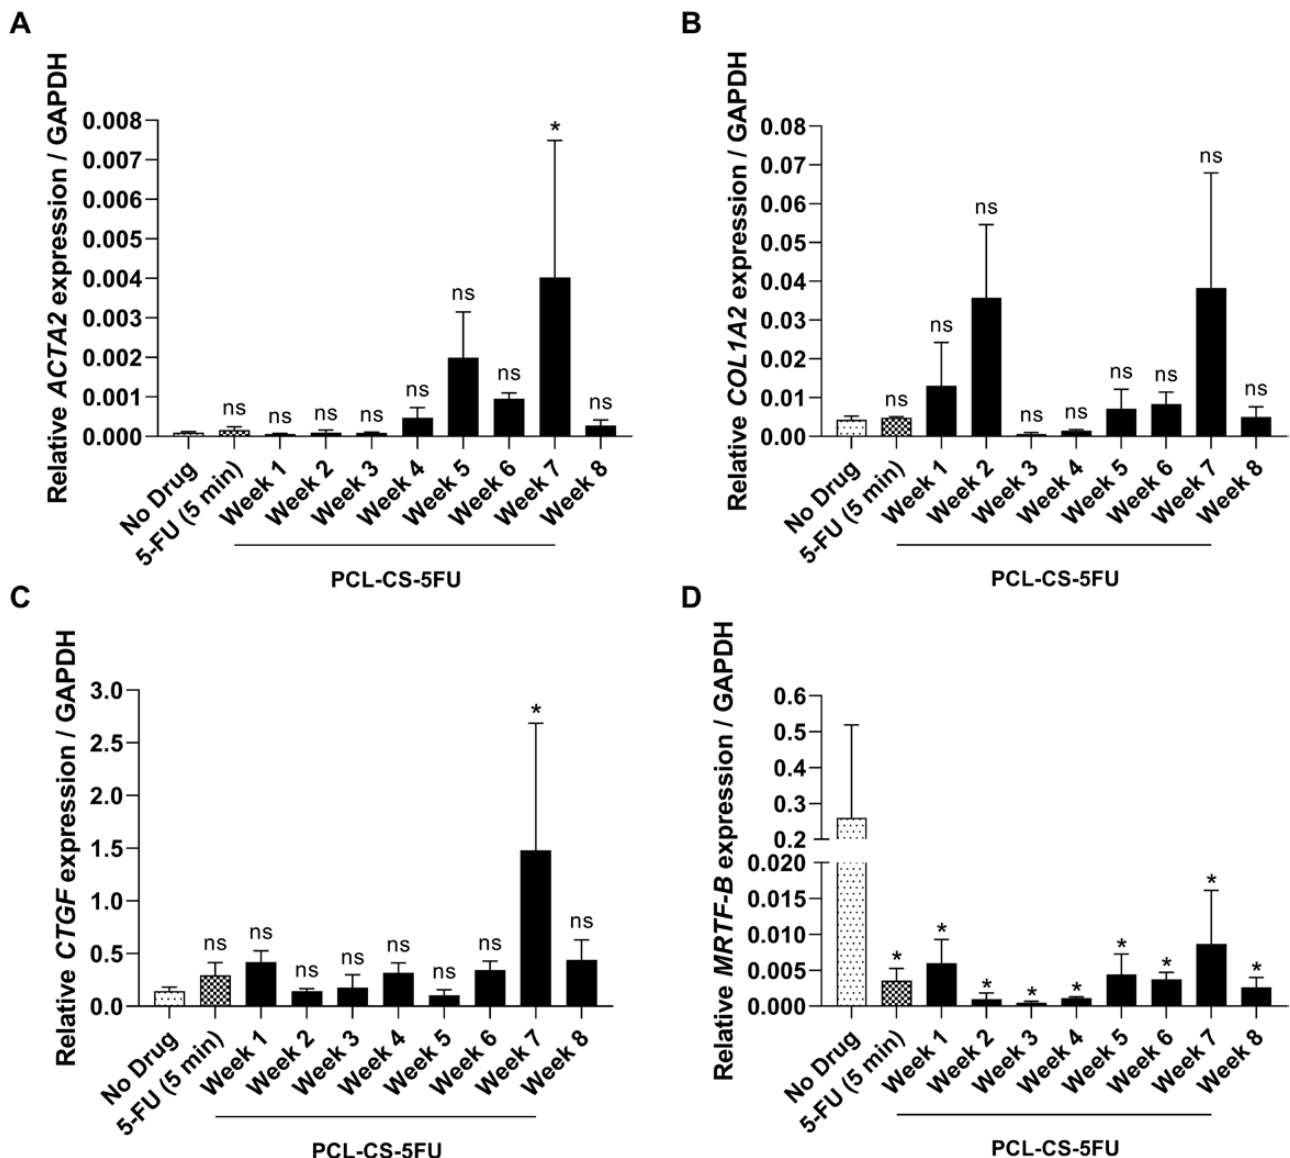 A
Relative ACTA2 expression / GAPDH
0.008
0.007
0.006
0.005
0.004
0.003
0.002
0.001
0.000
ns
ns
ns
ns
ns
ns
ns
*
ns
No Drug
5-FU (5 min)
Week 1
Week 2
Week 3
Week 4
Week 5
Week 6
Week 7
Week 8
PCL-CS-5FU
B
Relative COL1A2 expression / GAPDH
0.08
0.07
0.06
0.05
0.04
0.03
0.02
0.01
0.00
ns
ns
ns
ns
ns
ns
ns
ns
ns
No Drug
5-FU (5 min)
Week 1
Week 2
Week 3
Week 4
Week 5
Week 6
Week 7
Week 8
PCL-CS-5FU
C
Relative CTGF expression / GAPDH
3.0
2.5
2.0
1.5
1.0
0.5
0.0
ns
ns
ns
ns
ns
ns
ns
*
ns
No Drug
5-FU (5 min)
Week 1
Week 2
Week 3
Week 4
Week 5
Week 6
Week 7
Week 8
PCL-CS-5FU
D
Relative MRTF-B expression / GAPDH
0.6
0.5
0.4
0.3
0.2
0.020
0.015
0.010
0.005
0.000
*
*
*
*
*
*
*
*
*
No Drug
5-FU (5 min)
Week 1
Week 2
Week 3
Week 4
Week 5
Week 6
Week 7
Week 8
PCL-CS-5FU